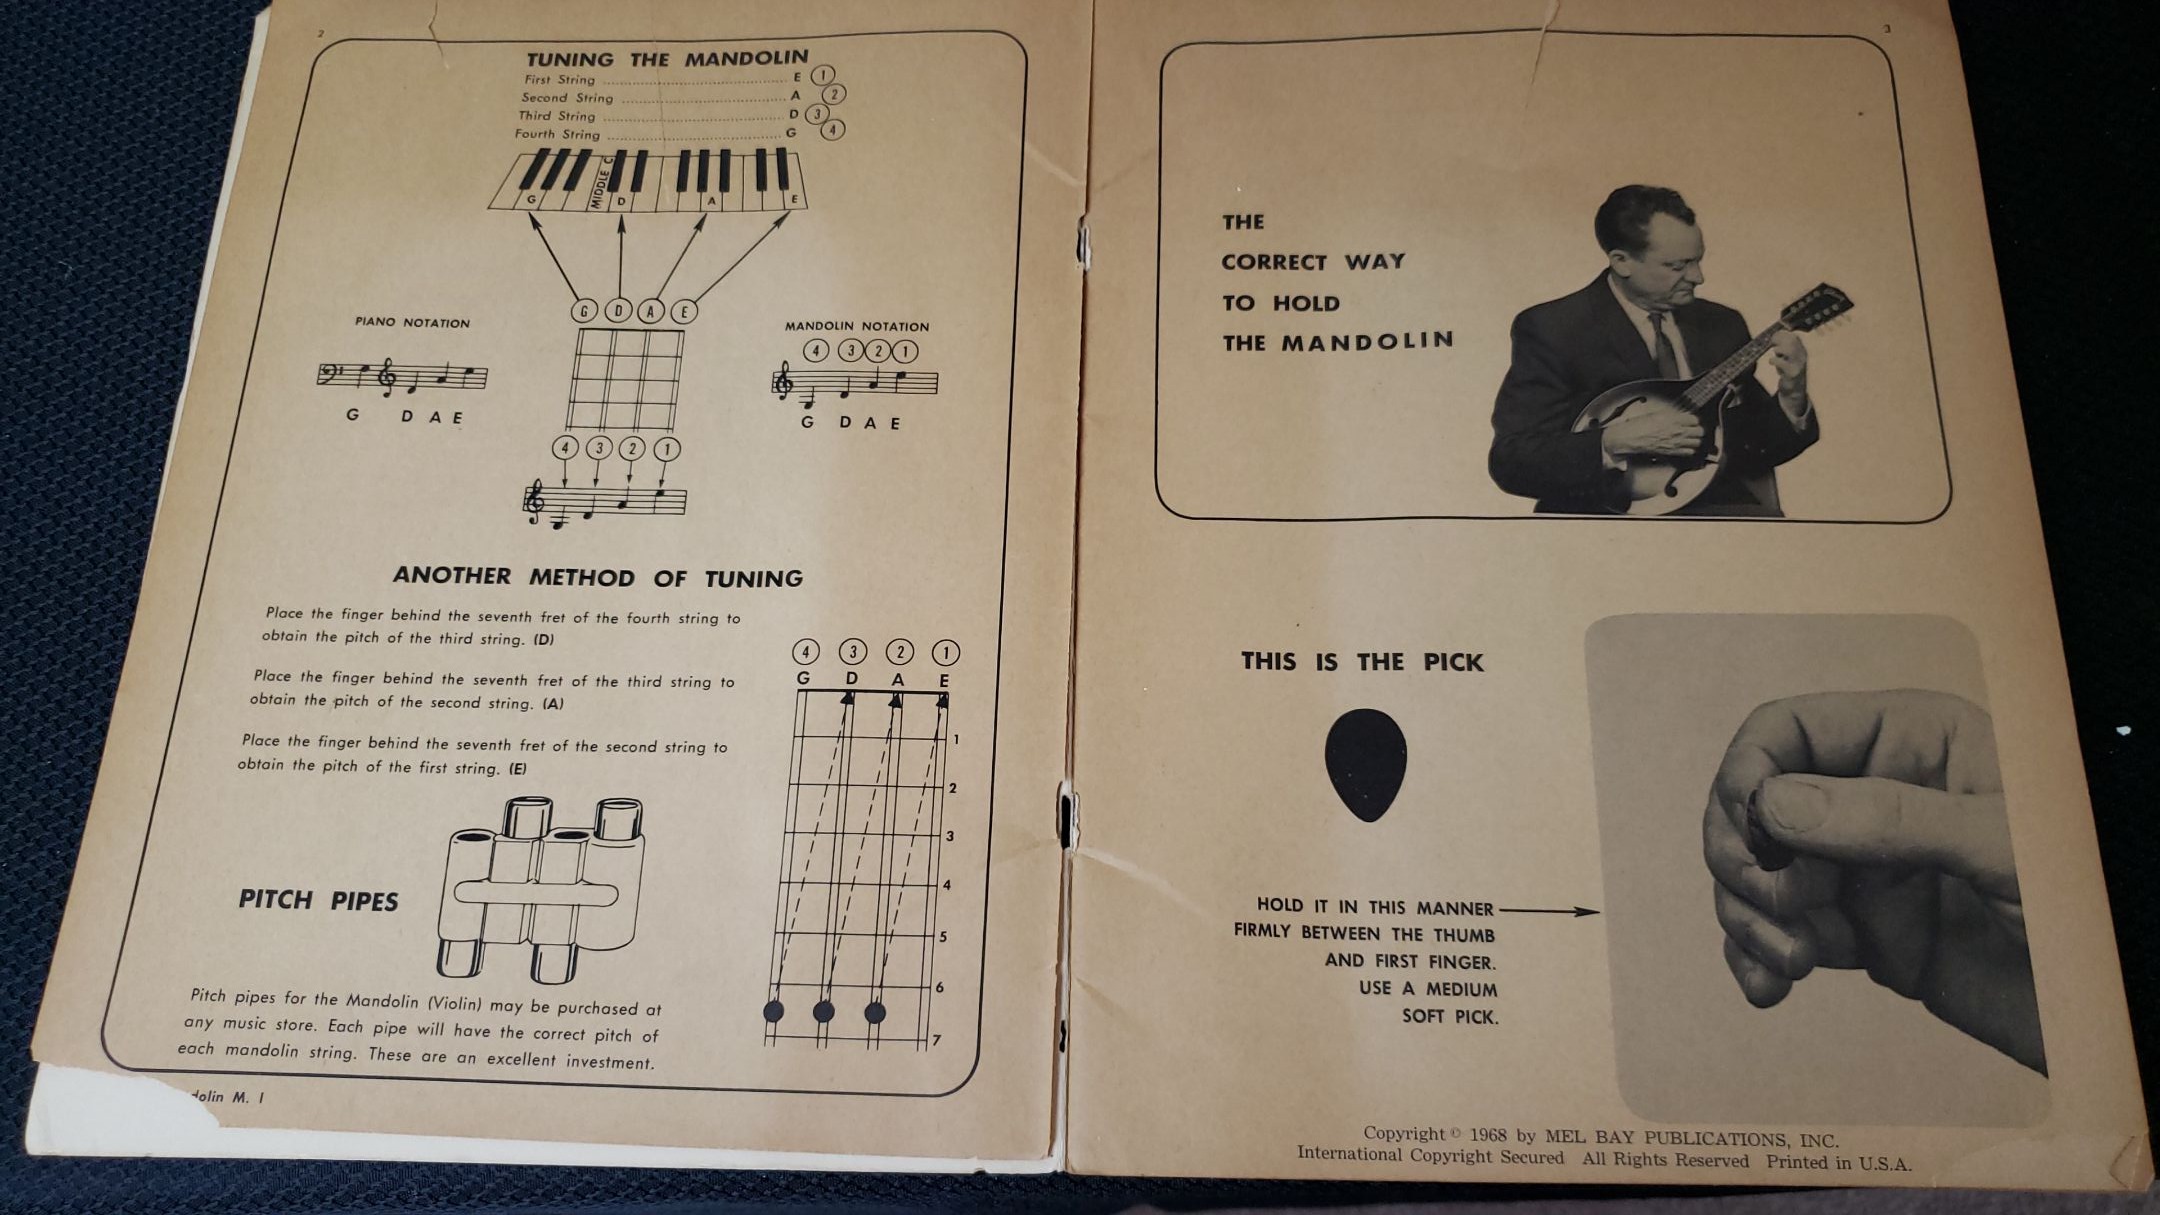 2
TUNING THE MANDOLIN
First String ........................ E 1
Second String ........................ A 2
Third String ........................ D 3
Fourth String ........................ G 4
G MIDDLE C D A E
G D A E
PIANO NOTATION
G D A E
MANDOLIN NOTATION
4 3 2 1
G D A E
4 3 2 1
ANOTHER METHOD OF TUNING
Place the finger behind the seventh fret of the fourth string to
obtain the pitch of the third string. (D)
Place the finger behind the seventh fret of the third string to
obtain the pitch of the second string. (A)
Place the finger behind the seventh fret of the second string to
obtain the pitch of the first string. (E)
4 3 2 1
G D A E
1
2
3
4
5
6
7
PITCH PIPES
Pitch pipes for the Mandolin (Violin) may be purchased at
any music store. Each pipe will have the correct pitch of
each mandolin string. These are an excellent investment.
dolin M. I
3
THE
CORRECT WAY
TO HOLD
THE MANDOLIN
THIS IS THE PICK
HOLD IT IN THIS MANNER
FIRMLY BETWEEN THE THUMB
AND FIRST FINGER.
USE A MEDIUM
SOFT PICK.
Copyright © 1968 by MEL BAY PUBLICATIONS, INC.
International Copyright Secured All Rights Reserved Printed in U.S.A.